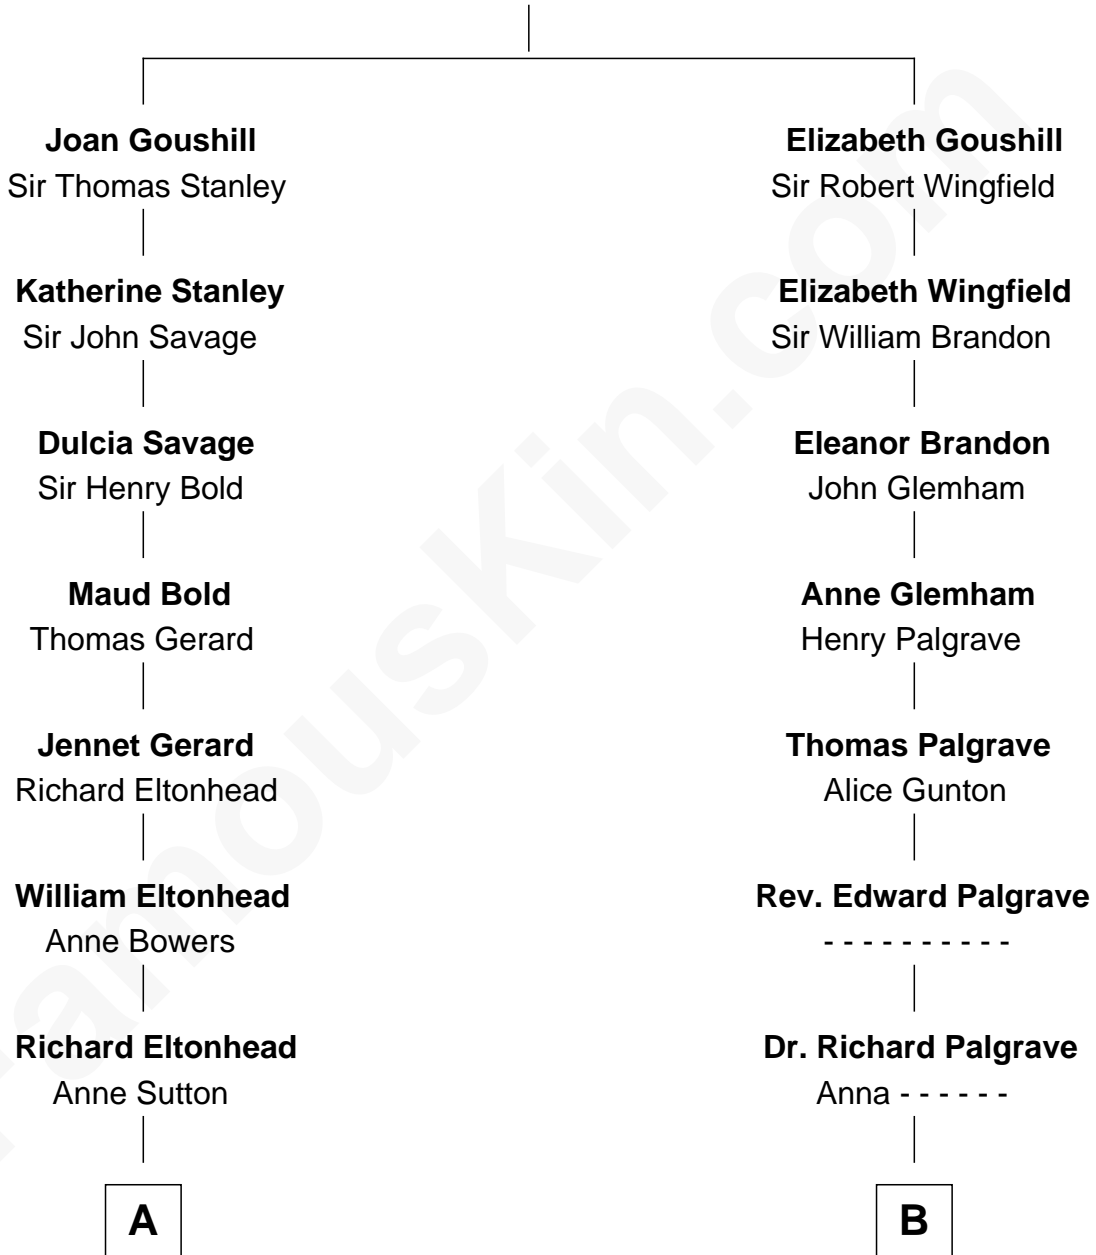 Joan Goushill
Sir Thomas Stanley
Katherine Stanley
Sir John Savage
Dulcia Savage
Sir Henry Bold
Maud Bold
Thomas Gerard
Jennet Gerard
Richard Eltonhead
William Eltonhead
Anne Bowers
Richard Eltonhead
Anne Sutton
A
Elizabeth Goushill
Sir Robert Wingfield
Elizabeth Wingfield
Sir William Brandon
Eleanor Brandon
John Glemham
Anne Glemham
Henry Palgrave
Thomas Palgrave
Alice Gunton
Rev. Edward Palgrave
- - - - - - - - - -
Dr. Richard Palgrave
Anna - - - - - -
B
FamousKin.com